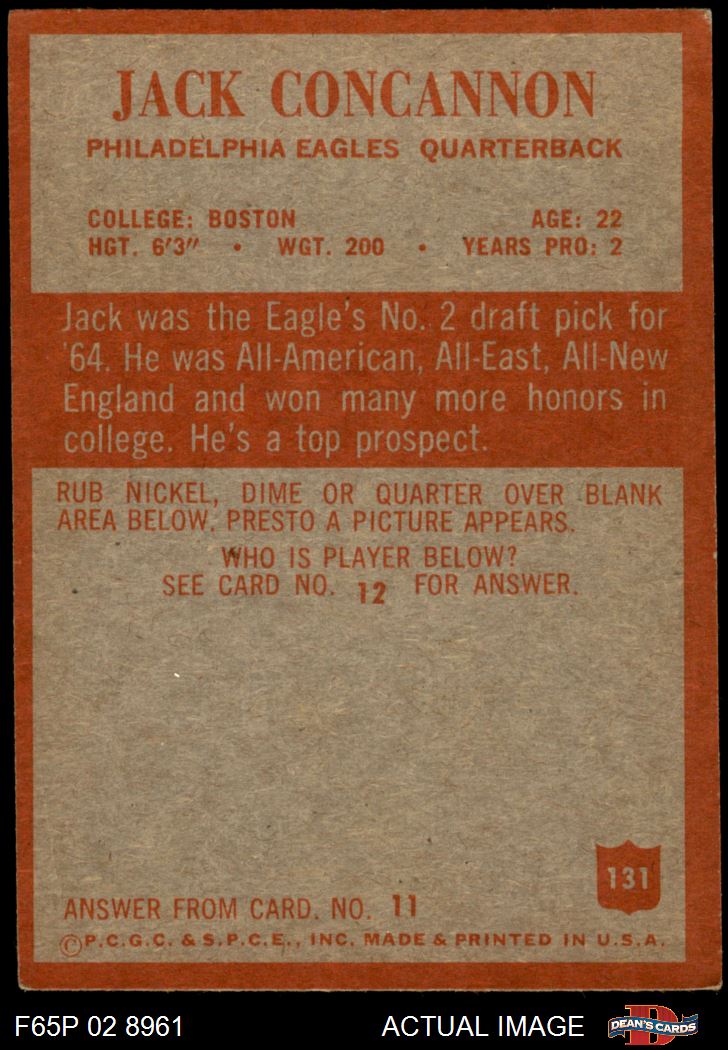 JACK CONCANNON
PHILADELPHIA EAGLES QUARTERBACK
COLLEGE: BOSTON AGE: 22
HGT. 6'3" • WGT. 200 • YEARS PRO: 2
Jack was the Eagle's No. 2 draft pick for
'64. He was All-American, All-East, All-New
England and won many more honors in
college. He's a top prospect.
RUB NICKEL, DIME OR QUARTER OVER BLANK
AREA BELOW. PRESTO A PICTURE APPEARS.
WHO IS PLAYER BELOW?
SEE CARD NO. 12 FOR ANSWER.
131
ANSWER FROM CARD. NO. 11
©P.C.G.C. & S.P.C.E., INC. MADE & PRINTED IN U.S.A.
F65P 02 8961 ACTUAL IMAGE D DEAN'S CARDS